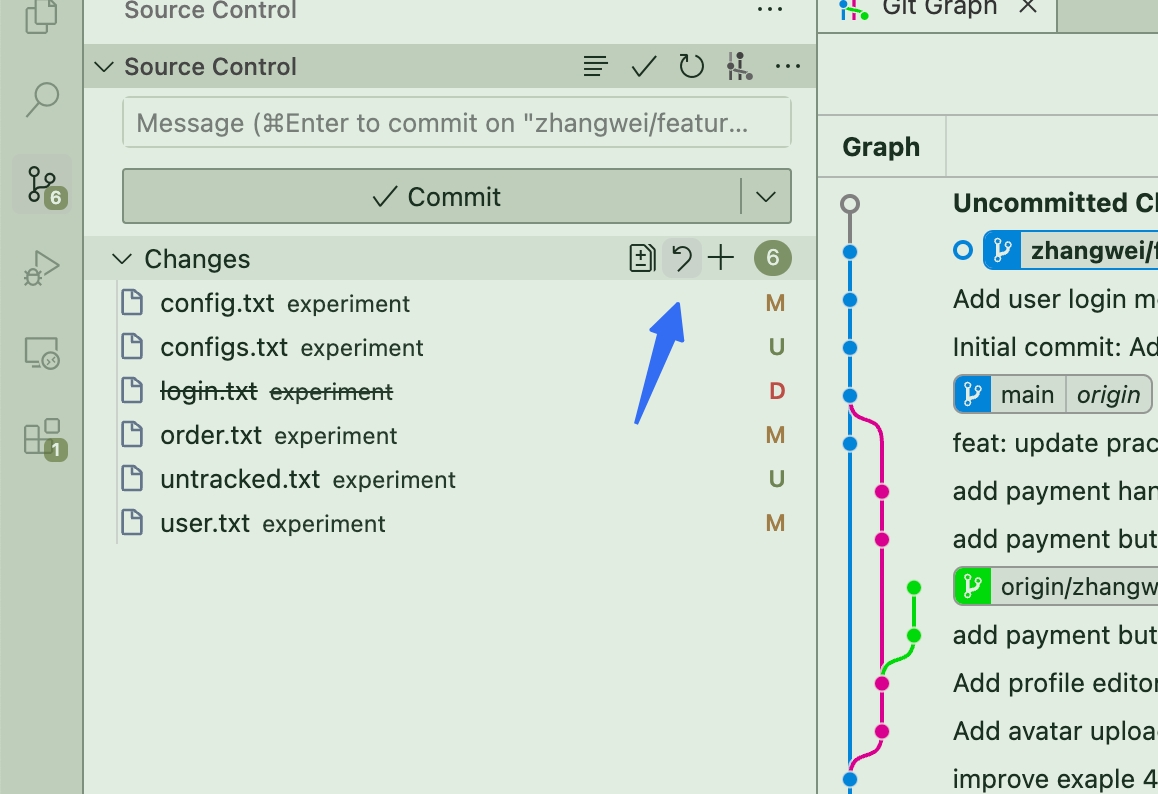 Source Control
Git Graph
Source Control
Message (⌘Enter to commit on "zhangwei/featur...
Commit
Changes
6
config.txt experiment M
configs.txt experiment U
login.txt experiment D
order.txt experiment M
untracked.txt experiment U
user.txt experiment M
6
1
Graph
Uncommitted Cl
zhangwei/f
Add user login m
Initial commit: Ad
main origin
feat: update prac
add payment han
add payment but
origin/zhangw
add payment but
Add profile editor
Add avatar uploa
improve exaple 4